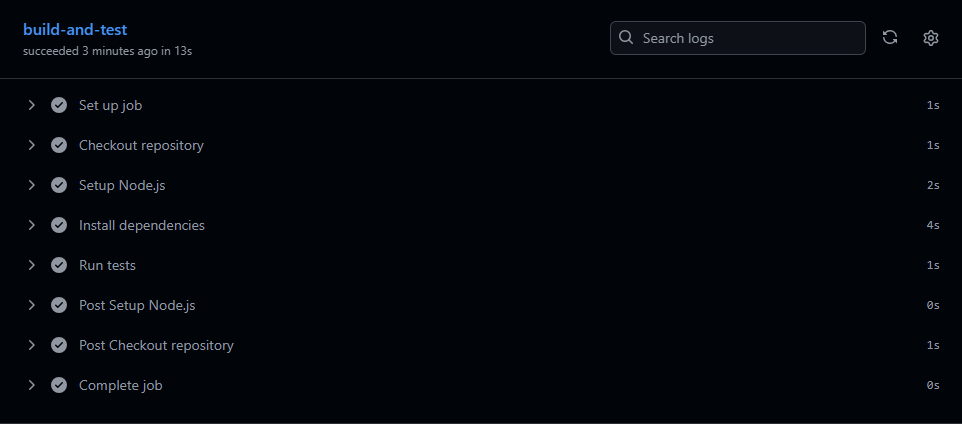 build-and-test
succeeded 3 minutes ago in 13s
Search logs
Set up job 1s
Checkout repository 1s
Setup Node.js 2s
Install dependencies 4s
Run tests 1s
Post Setup Node.js 0s
Post Checkout repository 1s
Complete job 0s